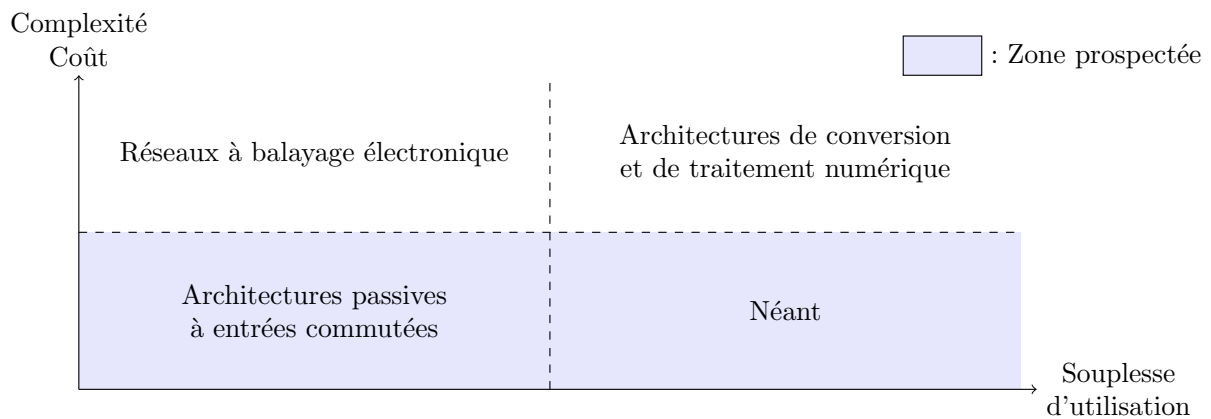 Complexité
Coût
: Zone prospectée
Réseaux à balayage électronique
Architectures de conversion
et de traitement numérique
Architectures passives
à entrées commutées
Néant
Souplesse
d'utilisation